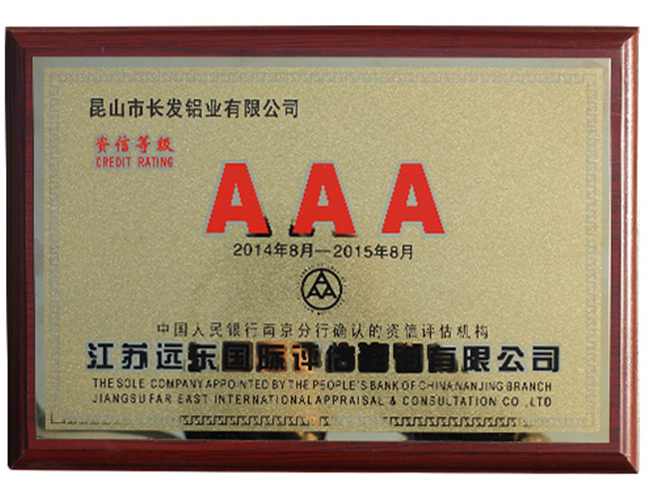 昆山市长发铝业有限公司
资信等级
CREDIT RATING
AAA
2014年8月—2015年8月
中国人民银行南京分行确认的资信评估机构
江苏远东国际评估咨询有限公司
THE SOLE COMPANY APPOINTED BY THE PEOPLE'S BANK OF CHINA NANJING BRANCH
JIANGSU FAR EAST INTERNATIONAL APPRAISAL & CONSULTATION CO .,LTD